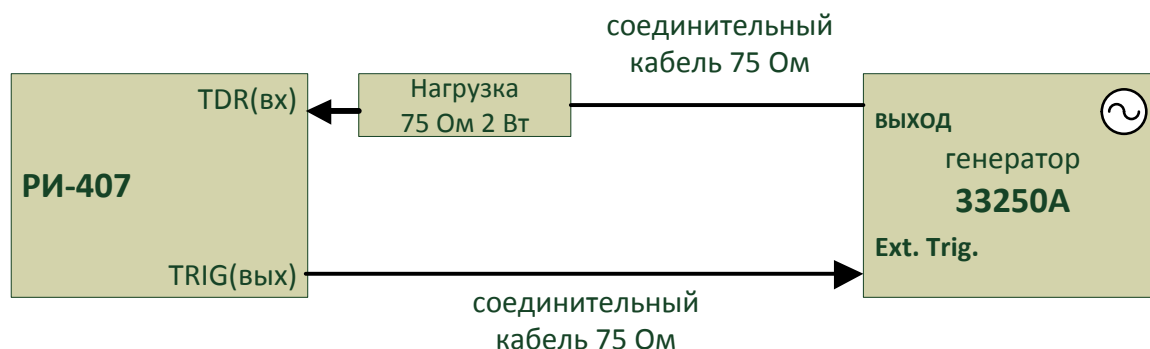 соединительный
кабель 75 Ом
TDR(вх)
Нагрузка
75 Ом 2 Вт
РИ-407
TRIG(вых)
выход
генератор
33250А
Ext. Trig.
соединительный
кабель 75 Ом